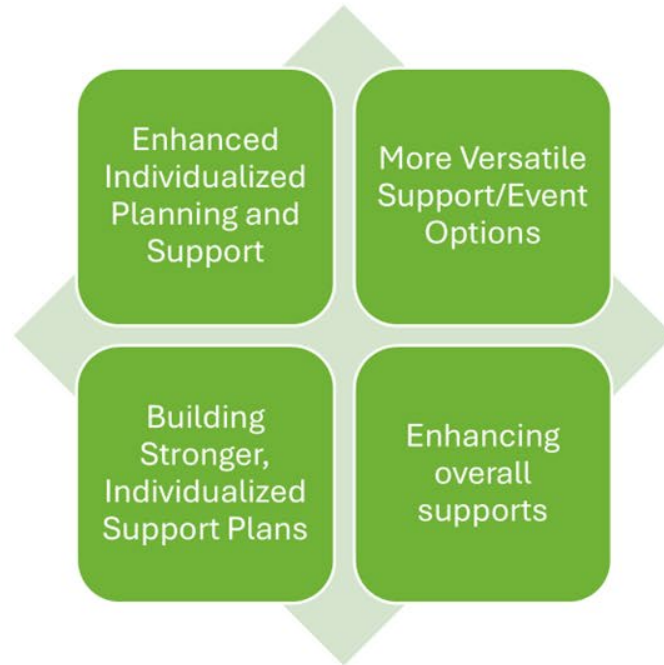 Enhanced
Individualized
Planning and
Support
More Versatile
Support/Event
Options
Building
Stronger,
Individualized
Support Plans
Enhancing
overall
supports